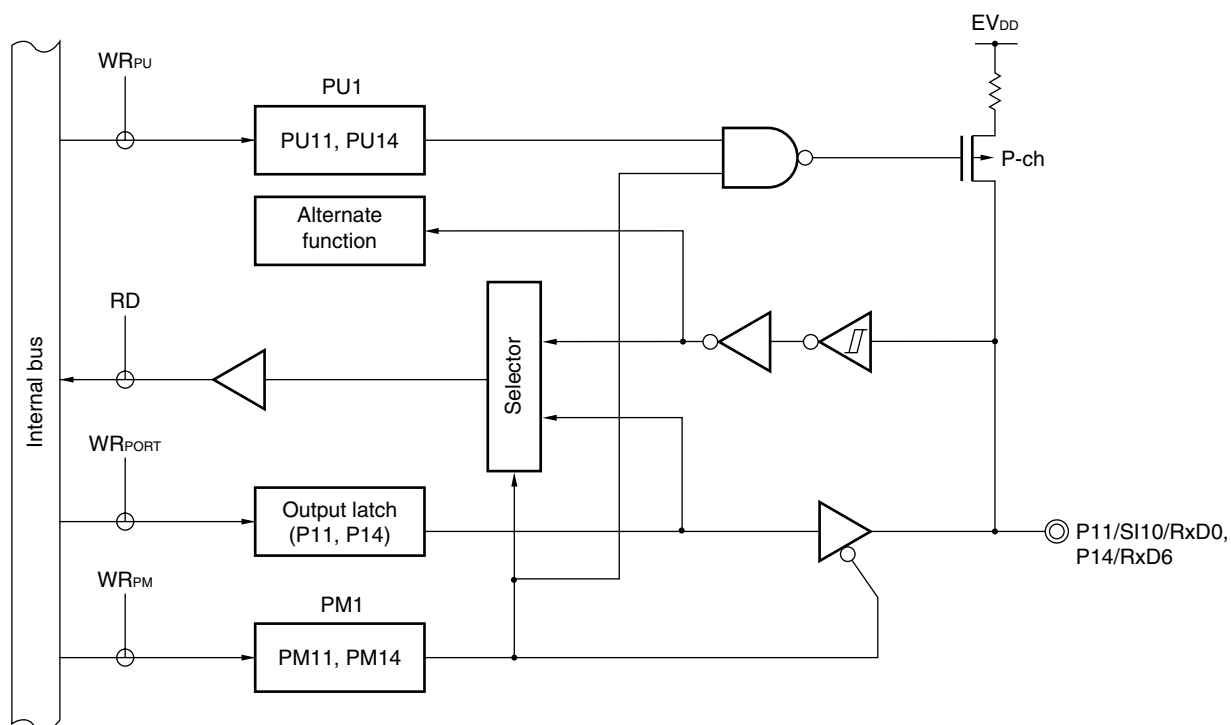 EVDD
WRPU
PU1
PU11, PU14
P-ch
Alternate
function
RD
Selector
Internal bus
WRPORT
Output latch
(P11, P14)
P11/SI10/RxD0,
P14/RxD6
WRPM
PM1
PM11, PM14